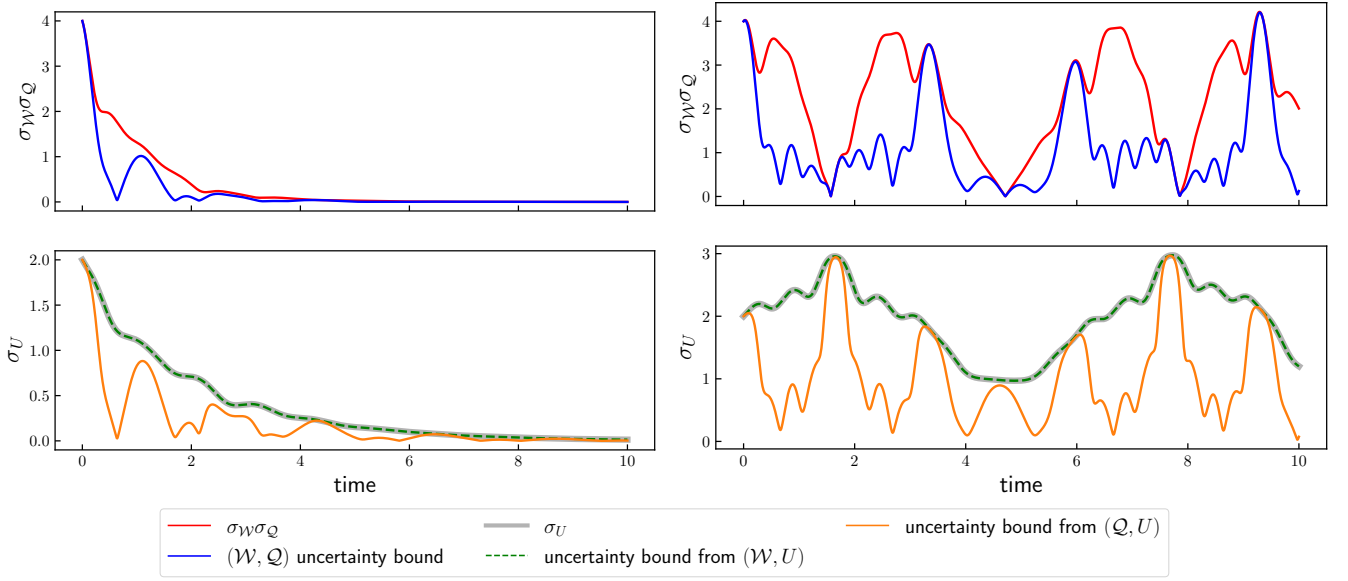 4
3
2
1
0
σ_W σ_Q
4
3
2
1
0
σ_W σ_Q
2.0
1.5
1.0
0.5
0.0
σ_U
0 2 4 6 8 10
time
3
2
1
0
σ_U
0 2 4 6 8 10
time
σ_W σ_Q
(W, Q) uncertainty bound
σ_U
uncertainty bound from (W, U)
uncertainty bound from (Q, U)